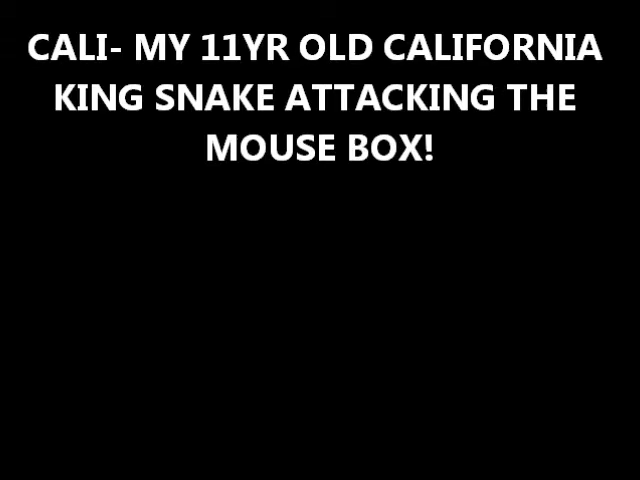 CALI- MY 11YR OLD CALIFORNIA
KING SNAKE ATTACKING THE
MOUSE BOX!